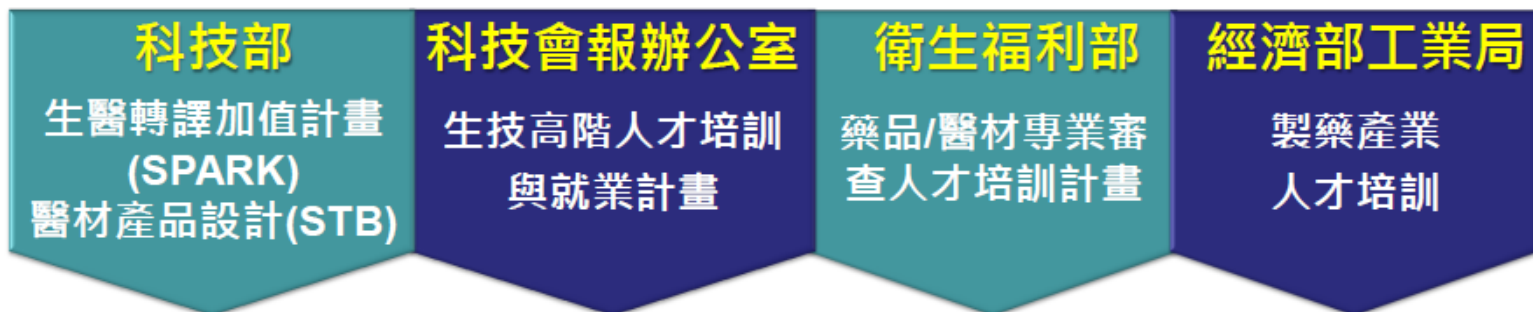 科技部
生醫轉譯加值計畫
(SPARK)
醫材產品設計(STB)
科技會報辦公室
生技高階人才培訓
與就業計畫
衛生福利部
藥品/醫材專業審
查人才培訓計畫
經濟部工業局
製藥產業
人才培訓